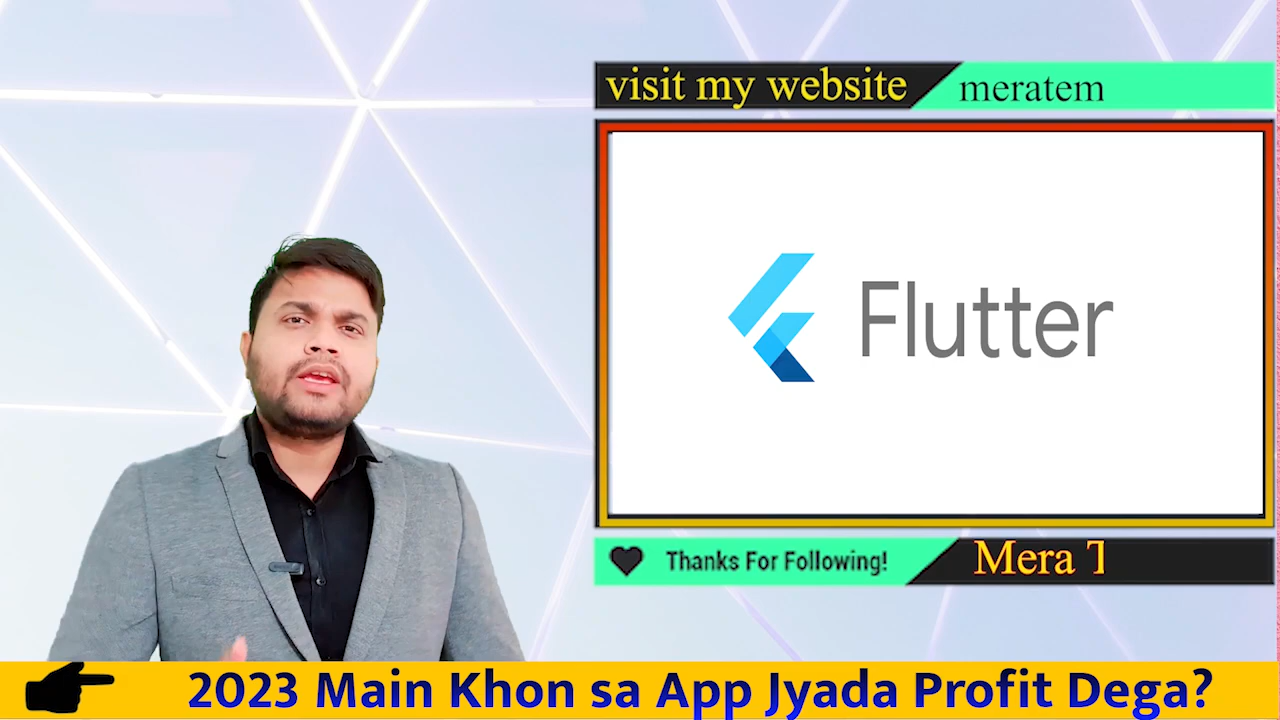 visit my website
meratem
Flutter
Thanks For Following!
Mera T
2023 Main Khon sa App Jyada Profit Dega?